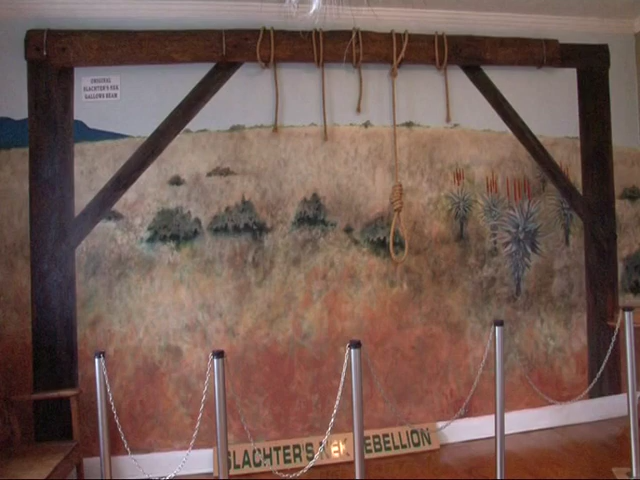 ORIGINAL
SLACHTER'S NEK
GALLOWS BEAM
SLACHTER'S NEK REBELLION